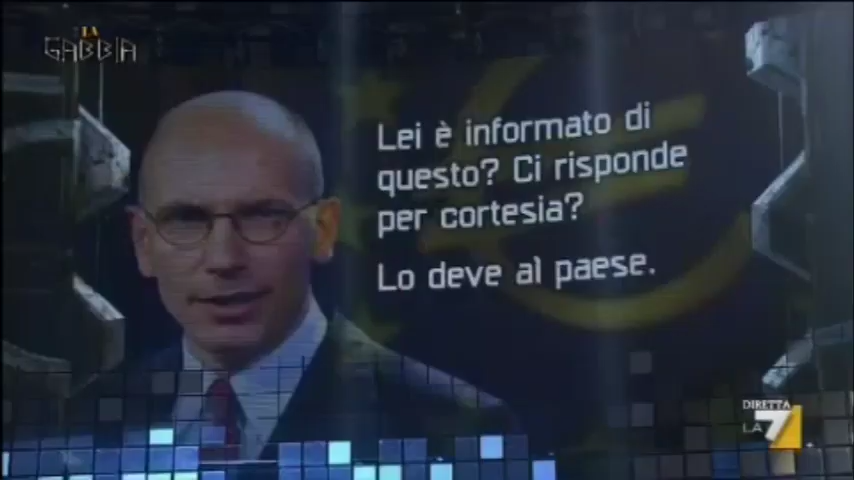 LA
GABBIA
Lei è informato di
questo? Ci risponde
per cortesia?
Lo deve al paese.
DIRETTA
LA7